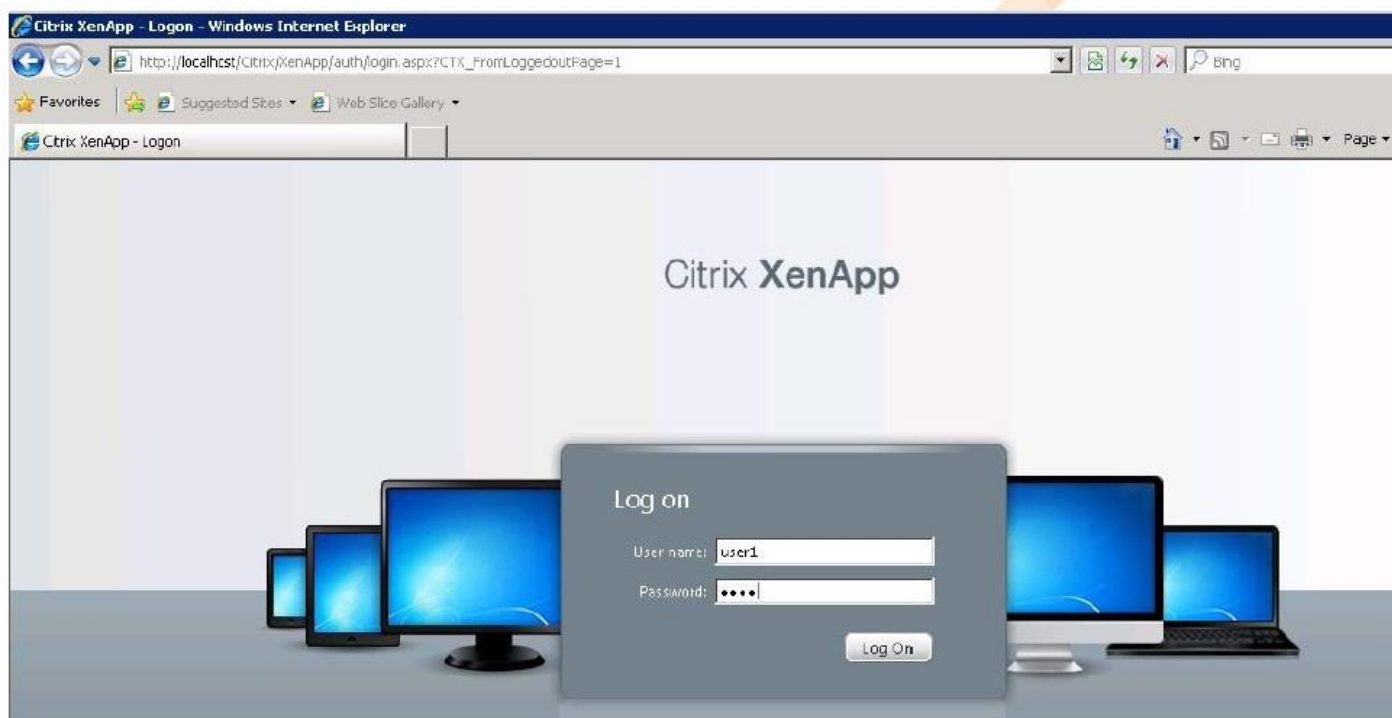 Citrix XenApp - Logon - Windows Internet Explorer
http://localhost/Citrix/XenApp/auth/login.aspx?CTX_FromLoggedoutPage=1 Bing
Favorites Suggested Sites Web Slice Gallery
Citrix XenApp - Logon Page
Citrix XenApp
Log on
User name: user1
Password: ••••
Log On